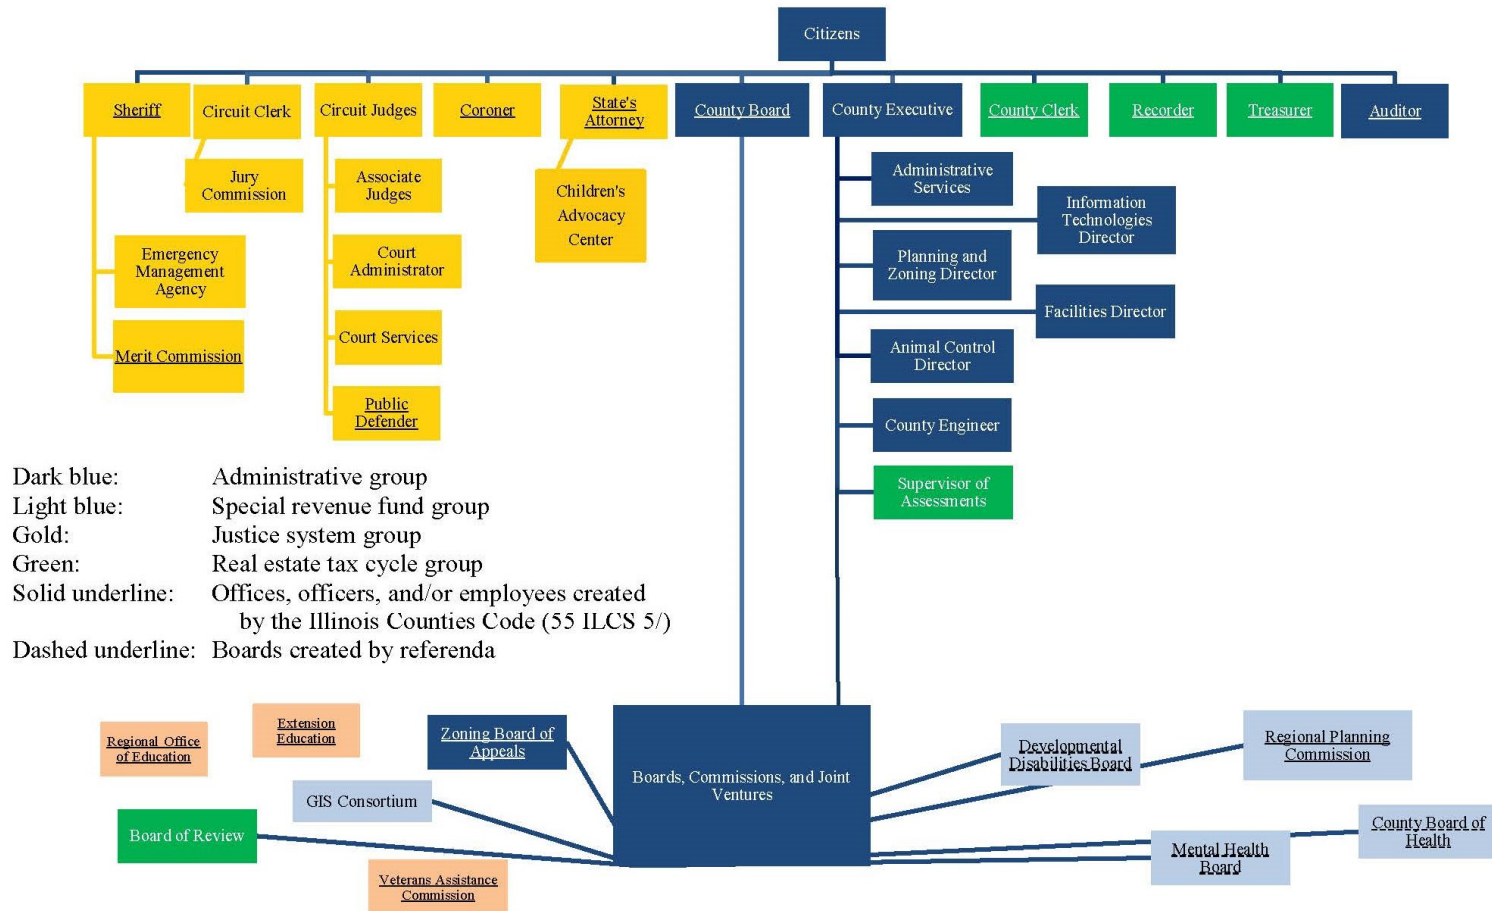 Citizens
Sheriff
Circuit Clerk
Circuit Judges
Coroner
State's
Attorney
County Board
County Executive
County Clerk
Recorder
Treasurer
Auditor
Jury
Commission
Associate
Judges
Children's
Advocacy
Center
Administrative
Services
Information
Technologies
Director
Emergency
Management
Agency
Court
Administrator
Planning and
Zoning Director
Facilities Director
Merit Commission
Court Services
Animal Control
Director
Public
Defender
County Engineer
Supervisor of
Assessments
Dark blue: Administrative group
Light blue: Special revenue fund group
Gold: Justice system group
Green: Real estate tax cycle group
Solid underline: Offices, officers, and/or employees created
by the Illinois Counties Code (55 ILCS 5/)
Dashed underline: Boards created by referenda
Regional Office
of Education
Extension
Education
Zoning Board of
Appeals
Boards, Commissions, and Joint
Ventures
Developmental
Disabilities Board
Regional Planning
Commission
GIS Consortium
Board of Review
County Board of
Health
Mental Health
Board
Veterans Assistance
Commission